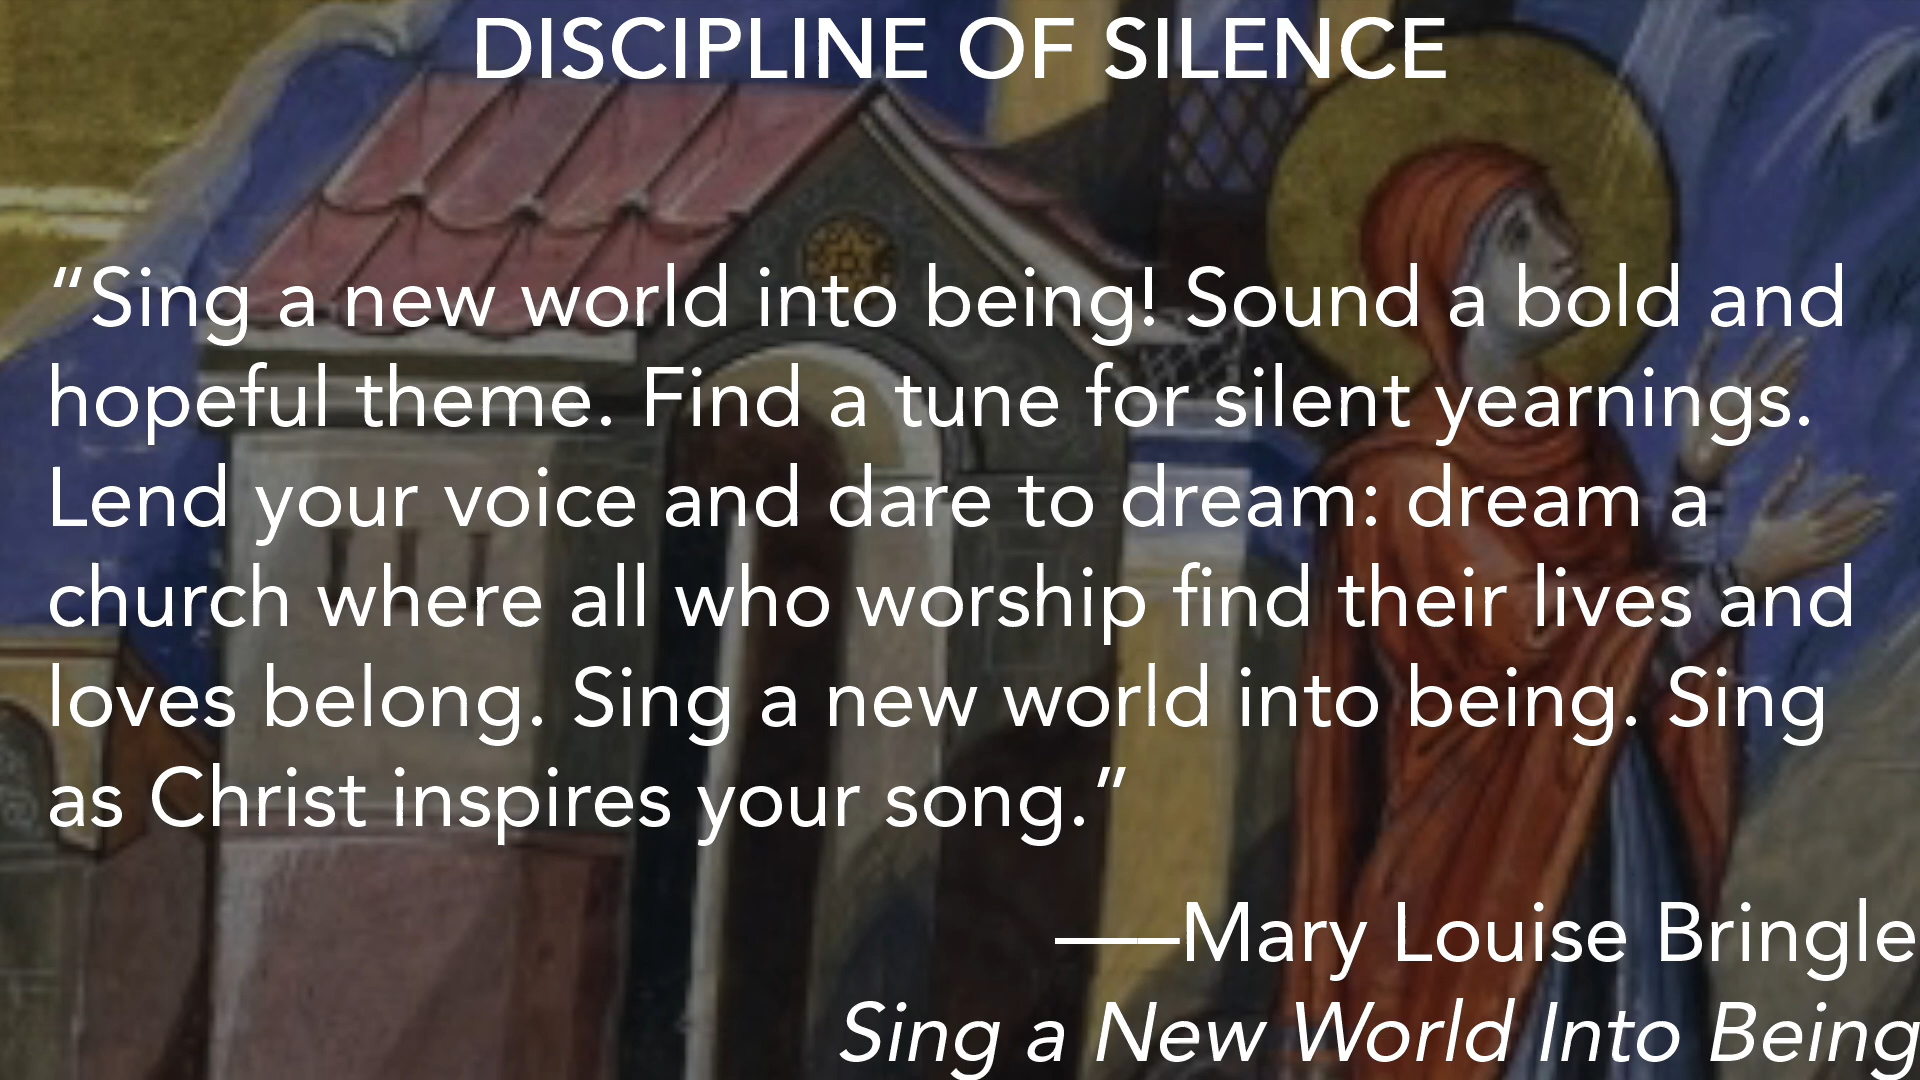 DISCIPLINE OF SILENCE
“Sing a new world into being! Sound a bold and
hopeful theme. Find a tune for silent yearnings.
Lend your voice and dare to dream: dream a
church where all who worship find their lives and
loves belong. Sing a new world into being. Sing
as Christ inspires your song.”
—–Mary Louise Bringle
Sing a New World Into Being